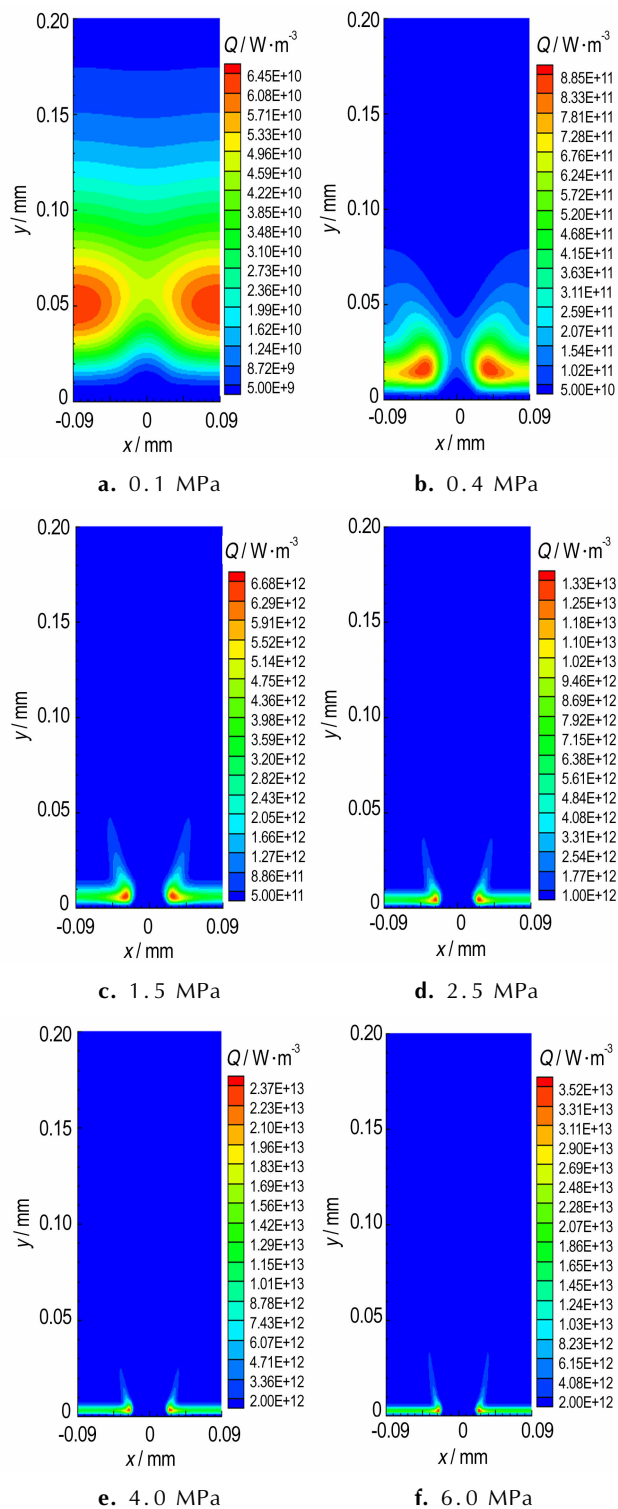 0.20
0.15
0.10
0.05
0
y / mm
-0.09 0 0.09
x / mm
Q / W·m-3
6.45E+10
6.08E+10
5.71E+10
5.33E+10
4.96E+10
4.59E+10
4.22E+10
3.85E+10
3.48E+10
3.10E+10
2.73E+10
2.36E+10
1.99E+10
1.62E+10
1.24E+10
8.72E+9
5.00E+9
a. 0.1 MPa
0.20
0.15
0.10
0.05
0
y / mm
-0.09 0 0.09
x / mm
Q / W·m-3
8.85E+11
8.33E+11
7.81E+11
7.28E+11
6.76E+11
6.24E+11
5.72E+11
5.20E+11
4.68E+11
4.15E+11
3.63E+11
3.11E+11
2.59E+11
2.07E+11
1.54E+11
1.02E+11
5.00E+10
b. 0.4 MPa
0.20
0.15
0.10
0.05
0
y / mm
-0.09 0 0.09
x / mm
Q / W·m-3
6.68E+12
6.29E+12
5.91E+12
5.52E+12
5.14E+12
4.75E+12
4.36E+12
3.98E+12
3.59E+12
3.20E+12
2.82E+12
2.43E+12
2.05E+12
1.66E+12
1.27E+12
8.86E+11
5.00E+11
c. 1.5 MPa
0.20
0.15
0.10
0.05
0
y / mm
-0.09 0 0.09
x / mm
Q / W·m-3
1.33E+13
1.25E+13
1.18E+13
1.10E+13
1.02E+13
9.46E+12
8.69E+12
7.92E+12
7.15E+12
6.38E+12
5.61E+12
4.84E+12
4.08E+12
3.31E+12
2.54E+12
1.77E+12
1.00E+12
d. 2.5 MPa
0.20
0.15
0.10
0.05
0
y / mm
-0.09 0 0.09
x / mm
Q / W·m-3
2.37E+13
2.23E+13
2.10E+13
1.96E+13
1.83E+13
1.69E+13
1.56E+13
1.42E+13
1.29E+13
1.15E+13
1.01E+13
8.78E+12
7.43E+12
6.07E+12
4.71E+12
3.36E+12
2.00E+12
e. 4.0 MPa
0.20
0.15
0.10
0.05
0
y / mm
-0.09 0 0.09
x / mm
Q / W·m-3
3.52E+13
3.31E+13
3.11E+13
2.90E+13
2.69E+13
2.48E+13
2.28E+13
2.07E+13
1.86E+13
1.65E+13
1.45E+13
1.24E+13
1.03E+13
8.23E+12
6.15E+12
4.08E+12
2.00E+12
f. 6.0 MPa